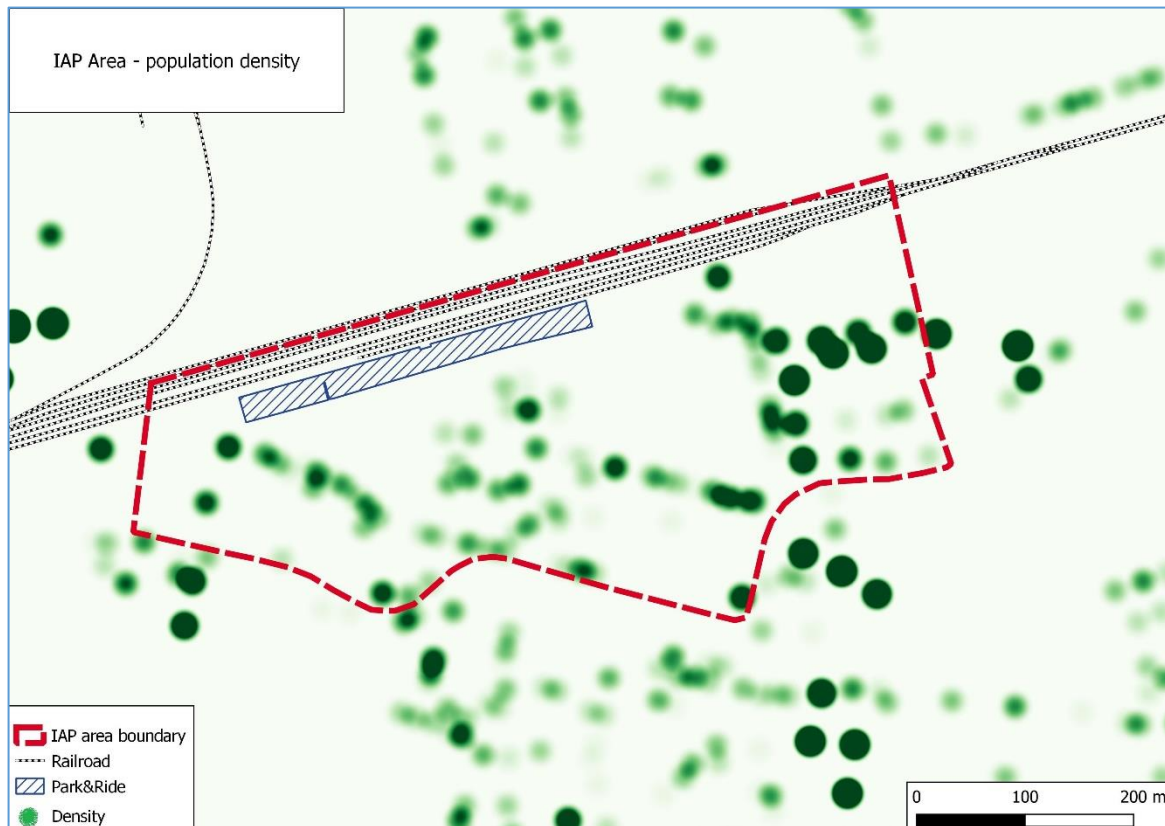 IAP Area - population density
IAP area boundary
Railroad
Park&Ride
Density
0 100 200 m